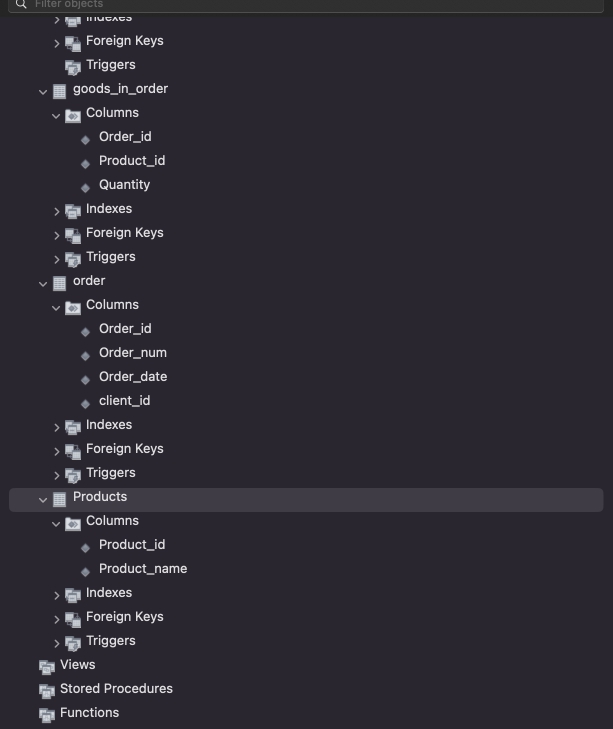 Filter objects
Indexes
Foreign Keys
Triggers
goods_in_order
Columns
Order_id
Product_id
Quantity
Indexes
Foreign Keys
Triggers
order
Columns
Order_id
Order_num
Order_date
client_id
Indexes
Foreign Keys
Triggers
Products
Columns
Product_id
Product_name
Indexes
Foreign Keys
Triggers
Views
Stored Procedures
Functions